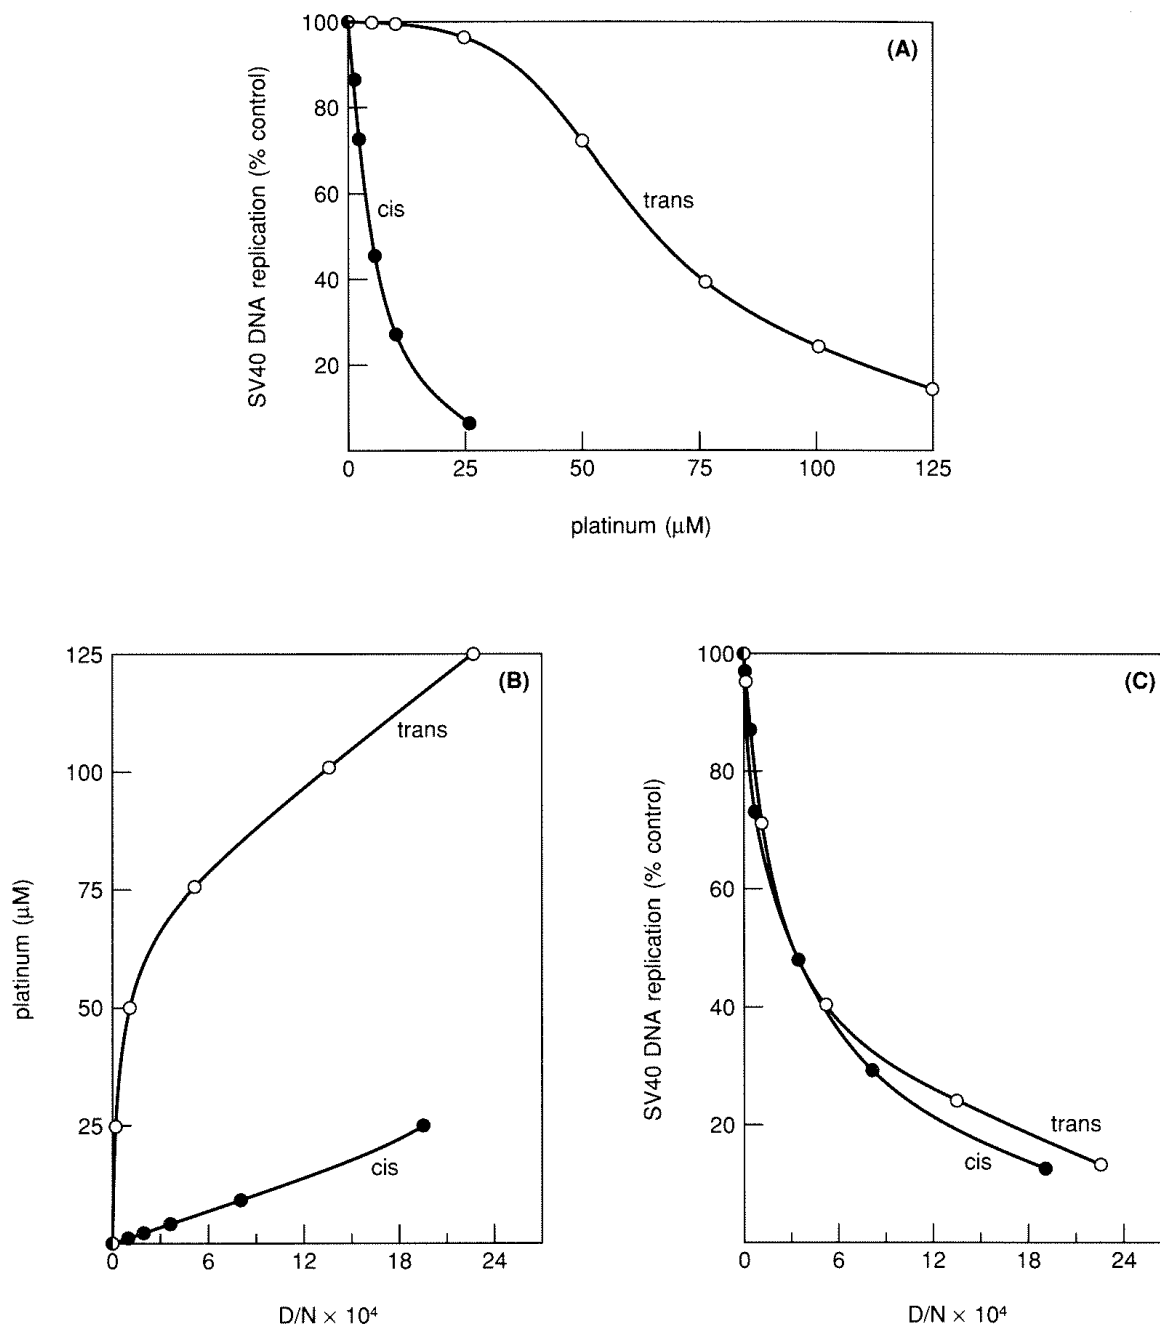 (A)
SV40 DNA replication (% control)
100
80
60
40
20
cis
trans
0 25 50 75 100 125
platinum (μM)
(B)
platinum (μM)
125
100
75
50
25
trans
cis
0 6 12 18 24
D/N × 10⁴
(C)
SV40 DNA replication (% control)
100
80
60
40
20
trans
cis
0 6 12 18 24
D/N × 10⁴